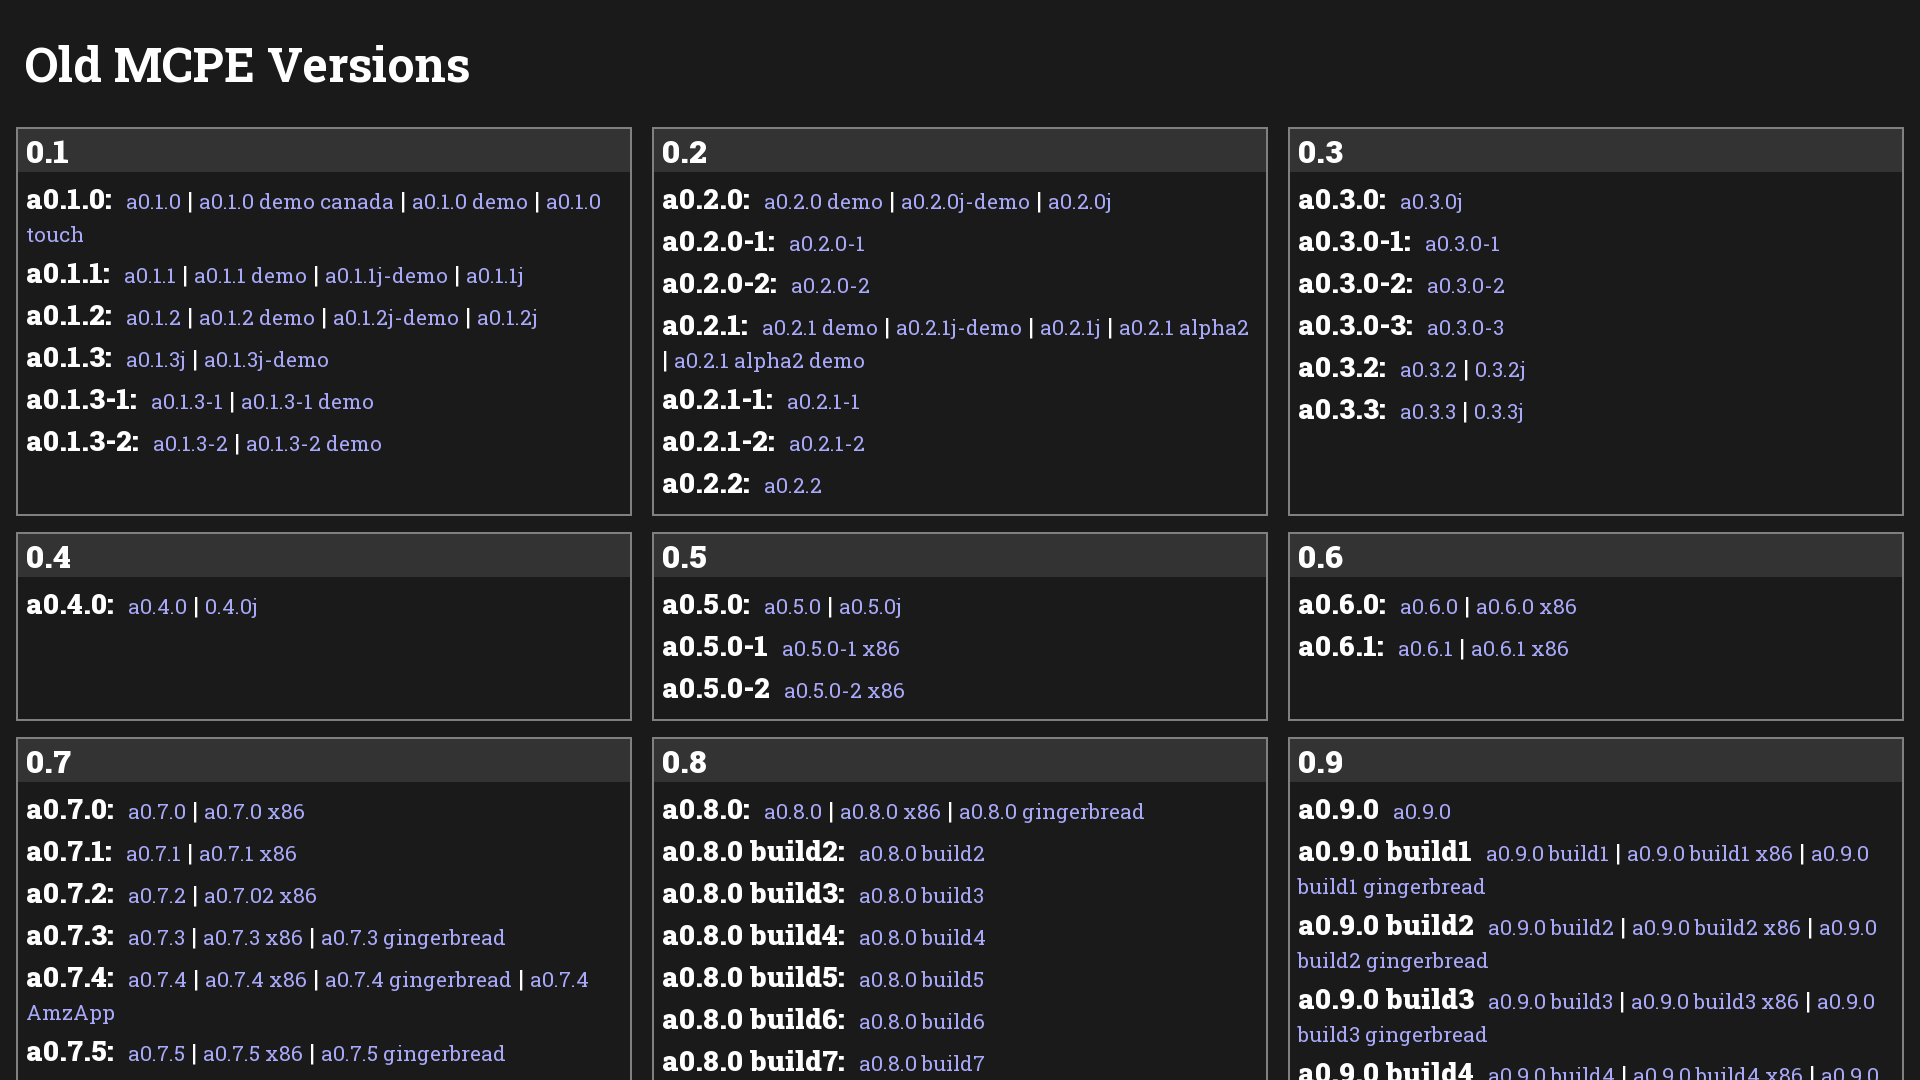 Old MCPE Versions
0.1
a0.1.0: a0.1.0 | a0.1.0 demo canada | a0.1.0 demo | a0.1.0
touch
a0.1.1: a0.1.1 | a0.1.1 demo | a0.1.1j-demo | a0.1.1j
a0.1.2: a0.1.2 | a0.1.2 demo | a0.1.2j-demo | a0.1.2j
a0.1.3: a0.1.3j | a0.1.3j-demo
a0.1.3-1: a0.1.3-1 | a0.1.3-1 demo
a0.1.3-2: a0.1.3-2 | a0.1.3-2 demo
0.2
a0.2.0: a0.2.0 demo | a0.2.0j-demo | a0.2.0j
a0.2.0-1: a0.2.0-1
a0.2.0-2: a0.2.0-2
a0.2.1: a0.2.1 demo | a0.2.1j-demo | a0.2.1j | a0.2.1 alpha2
| a0.2.1 alpha2 demo
a0.2.1-1: a0.2.1-1
a0.2.1-2: a0.2.1-2
a0.2.2: a0.2.2
0.3
a0.3.0: a0.3.0j
a0.3.0-1: a0.3.0-1
a0.3.0-2: a0.3.0-2
a0.3.0-3: a0.3.0-3
a0.3.2: a0.3.2 | 0.3.2j
a0.3.3: a0.3.3 | 0.3.3j
0.4
a0.4.0: a0.4.0 | 0.4.0j
0.5
a0.5.0: a0.5.0 | a0.5.0j
a0.5.0-1 a0.5.0-1 x86
a0.5.0-2 a0.5.0-2 x86
0.6
a0.6.0: a0.6.0 | a0.6.0 x86
a0.6.1: a0.6.1 | a0.6.1 x86
0.7
a0.7.0: a0.7.0 | a0.7.0 x86
a0.7.1: a0.7.1 | a0.7.1 x86
a0.7.2: a0.7.2 | a0.7.02 x86
a0.7.3: a0.7.3 | a0.7.3 x86 | a0.7.3 gingerbread
a0.7.4: a0.7.4 | a0.7.4 x86 | a0.7.4 gingerbread | a0.7.4
AmzApp
a0.7.5: a0.7.5 | a0.7.5 x86 | a0.7.5 gingerbread
0.8
a0.8.0: a0.8.0 | a0.8.0 x86 | a0.8.0 gingerbread
a0.8.0 build2: a0.8.0 build2
a0.8.0 build3: a0.8.0 build3
a0.8.0 build4: a0.8.0 build4
a0.8.0 build5: a0.8.0 build5
a0.8.0 build6: a0.8.0 build6
a0.8.0 build7: a0.8.0 build7
0.9
a0.9.0 a0.9.0
a0.9.0 build1 a0.9.0 build1 | a0.9.0 build1 x86 | a0.9.0
build1 gingerbread
a0.9.0 build2 a0.9.0 build2 | a0.9.0 build2 x86 | a0.9.0
build2 gingerbread
a0.9.0 build3 a0.9.0 build3 | a0.9.0 build3 x86 | a0.9.0
build3 gingerbread
a0.9.0 build4 a0.9.0 build4 | a0.9.0 build4 x86 | a0.9.0